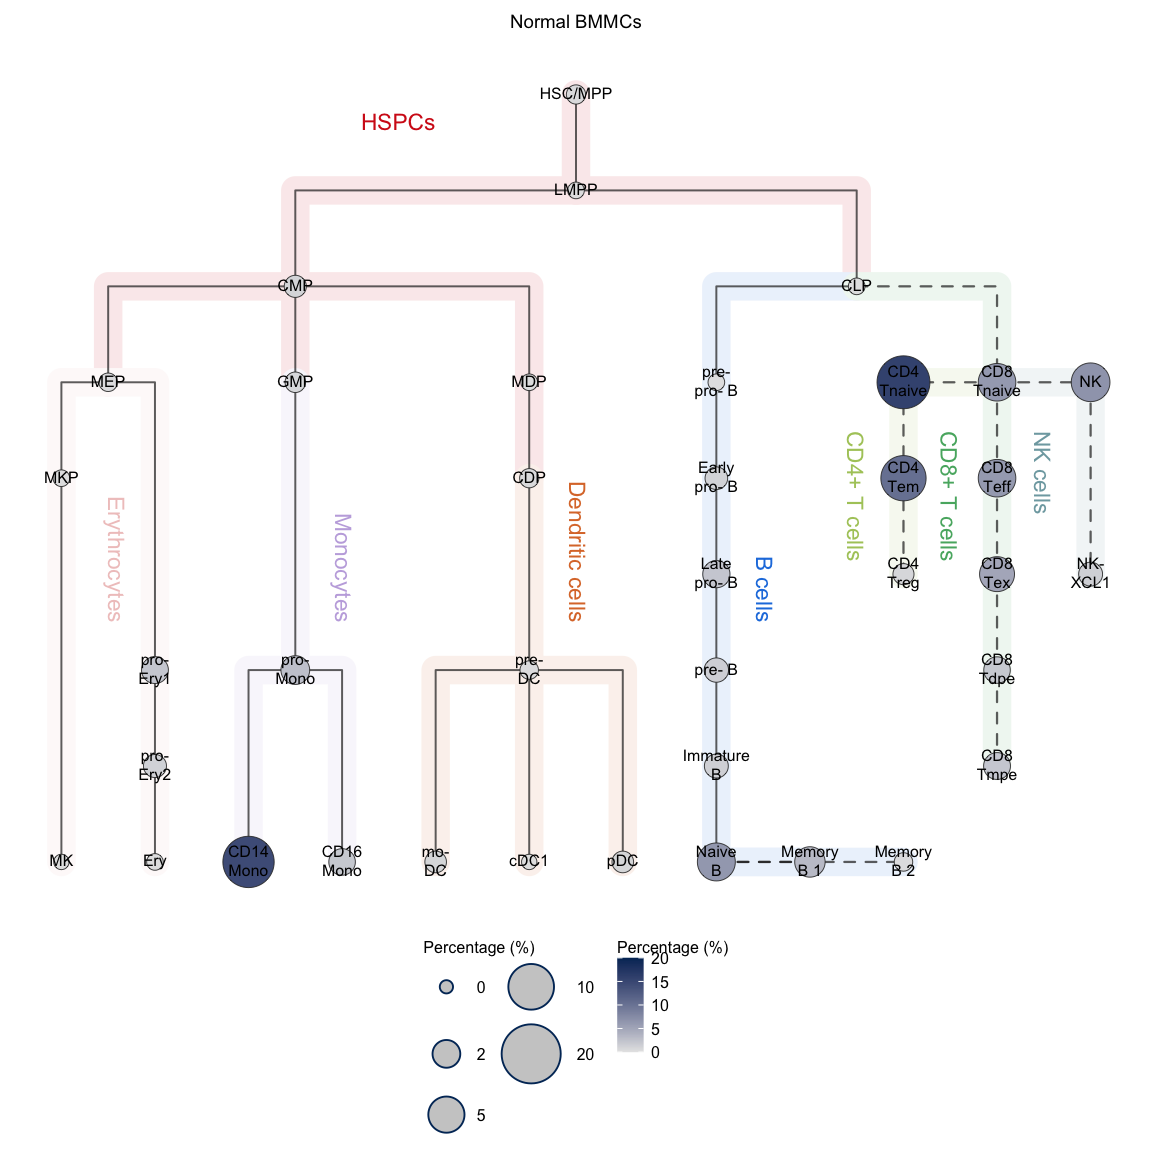 Normal BMMCs
HSC/MPP
HSPCs
LMPP
CMP
CLP
MEP
GMP
MDP
pre-
pro- B
CD4
Tnaive
CD8
Tnaive
NK
MKP
CDP
Early
pro- B
CD4
Tem
CD8
Teff
CD4+ T cells
CD8+ T cells
NK cells
Erythrocytes
Monocytes
Dendritic cells
B cells
Late
pro- B
CD4
Treg
CD8
Tex
NK-
XCL1
pro-
Ery1
pro-
Mono
pre-
DC
pre- B
CD8
Tdpe
pro-
Ery2
Immature
B
CD8
Tmpe
MK
Ery
CD14
Mono
CD16
Mono
mo-
DC
cDC1
pDC
Naive
B
Memory
B 1
Memory
B 2
Percentage (%)
0
10
2
20
5
Percentage (%)
20
15
10
5
0